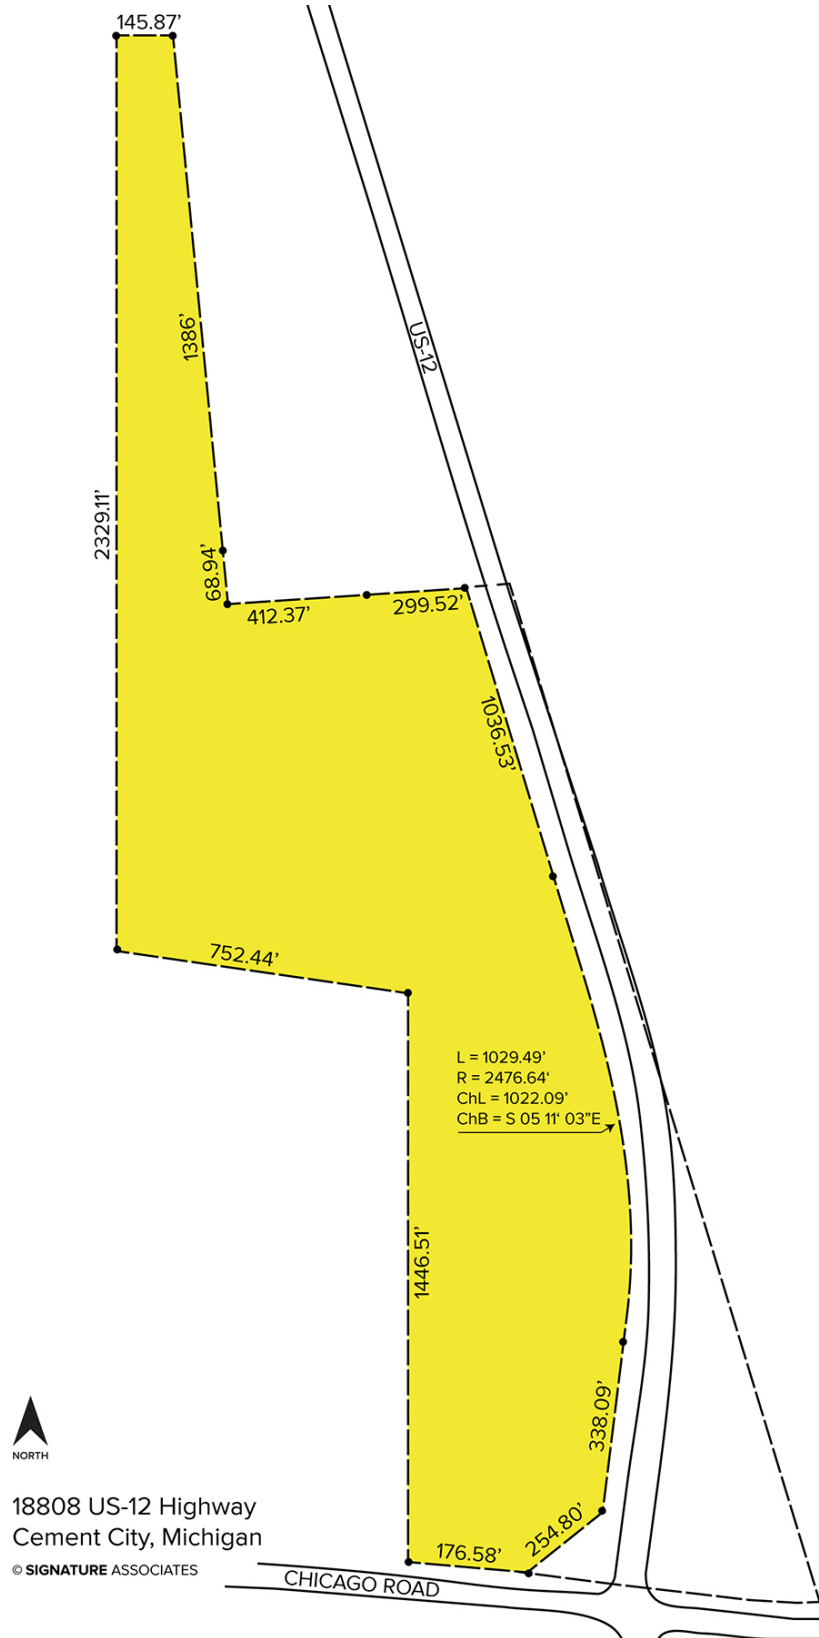 145.87’
1386’
US-12
2329.11’
68.94’
412.37’
299.52’
1036.53’
752.44’
L = 1029.49’
R = 2476.64‘
ChL = 1022.09’
ChB = S 05 11‘ 03”E
1446.51’
338.09’
NORTH
18808 US-12 Highway
Cement City, Michigan
© SIGNATURE ASSOCIATES
254.80’
176.58’
CHICAGO ROAD